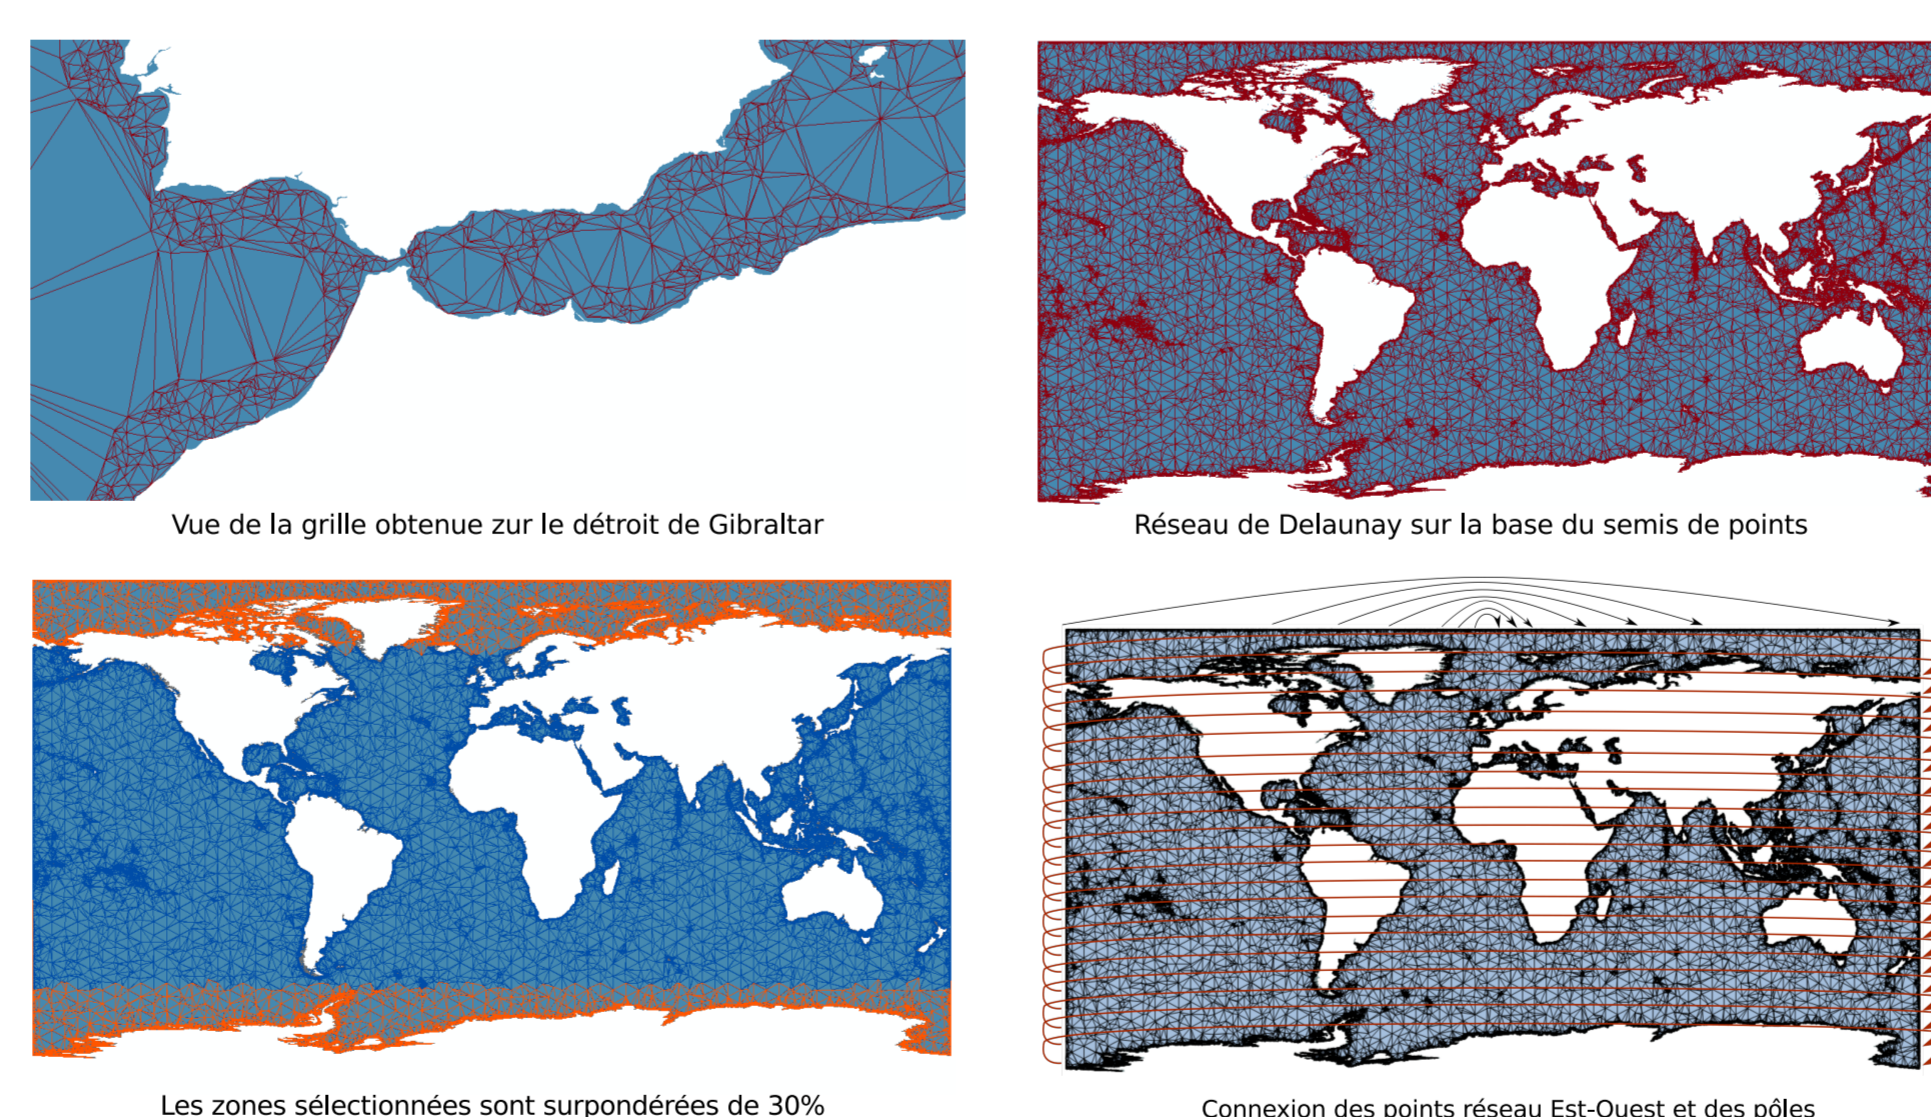 Vue de la grille obtenue zur le détroit de Gibraltar
Réseau de Delaunay sur la base du semis de points
Les zones sélectionnées sont surpondérées de 30%
Connexion des points réseau Est-Ouest et des pôles